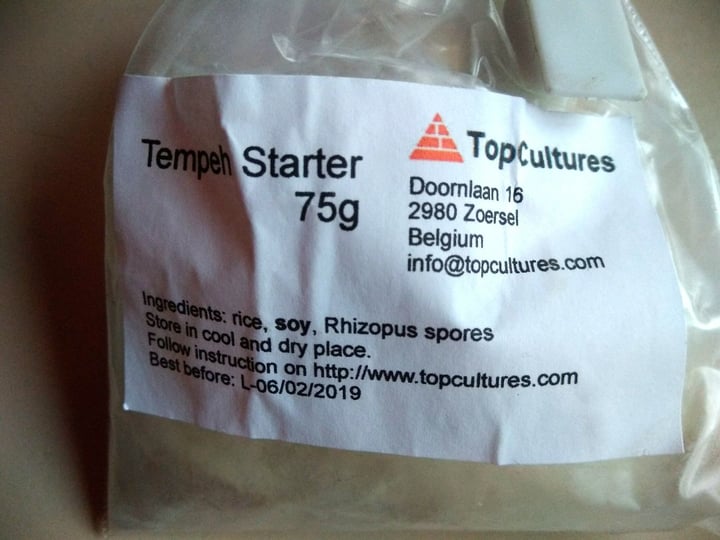 Tempeh Starter
75g
TopCultures
Doornlaan 16
2980 Zoersel
Belgium
info@topcultures.com
Ingredients: rice, soy, Rhizopus spores
Store in cool and dry place.
Follow instruction on http://www.topcultures.com
Best before: L-06/02/2019